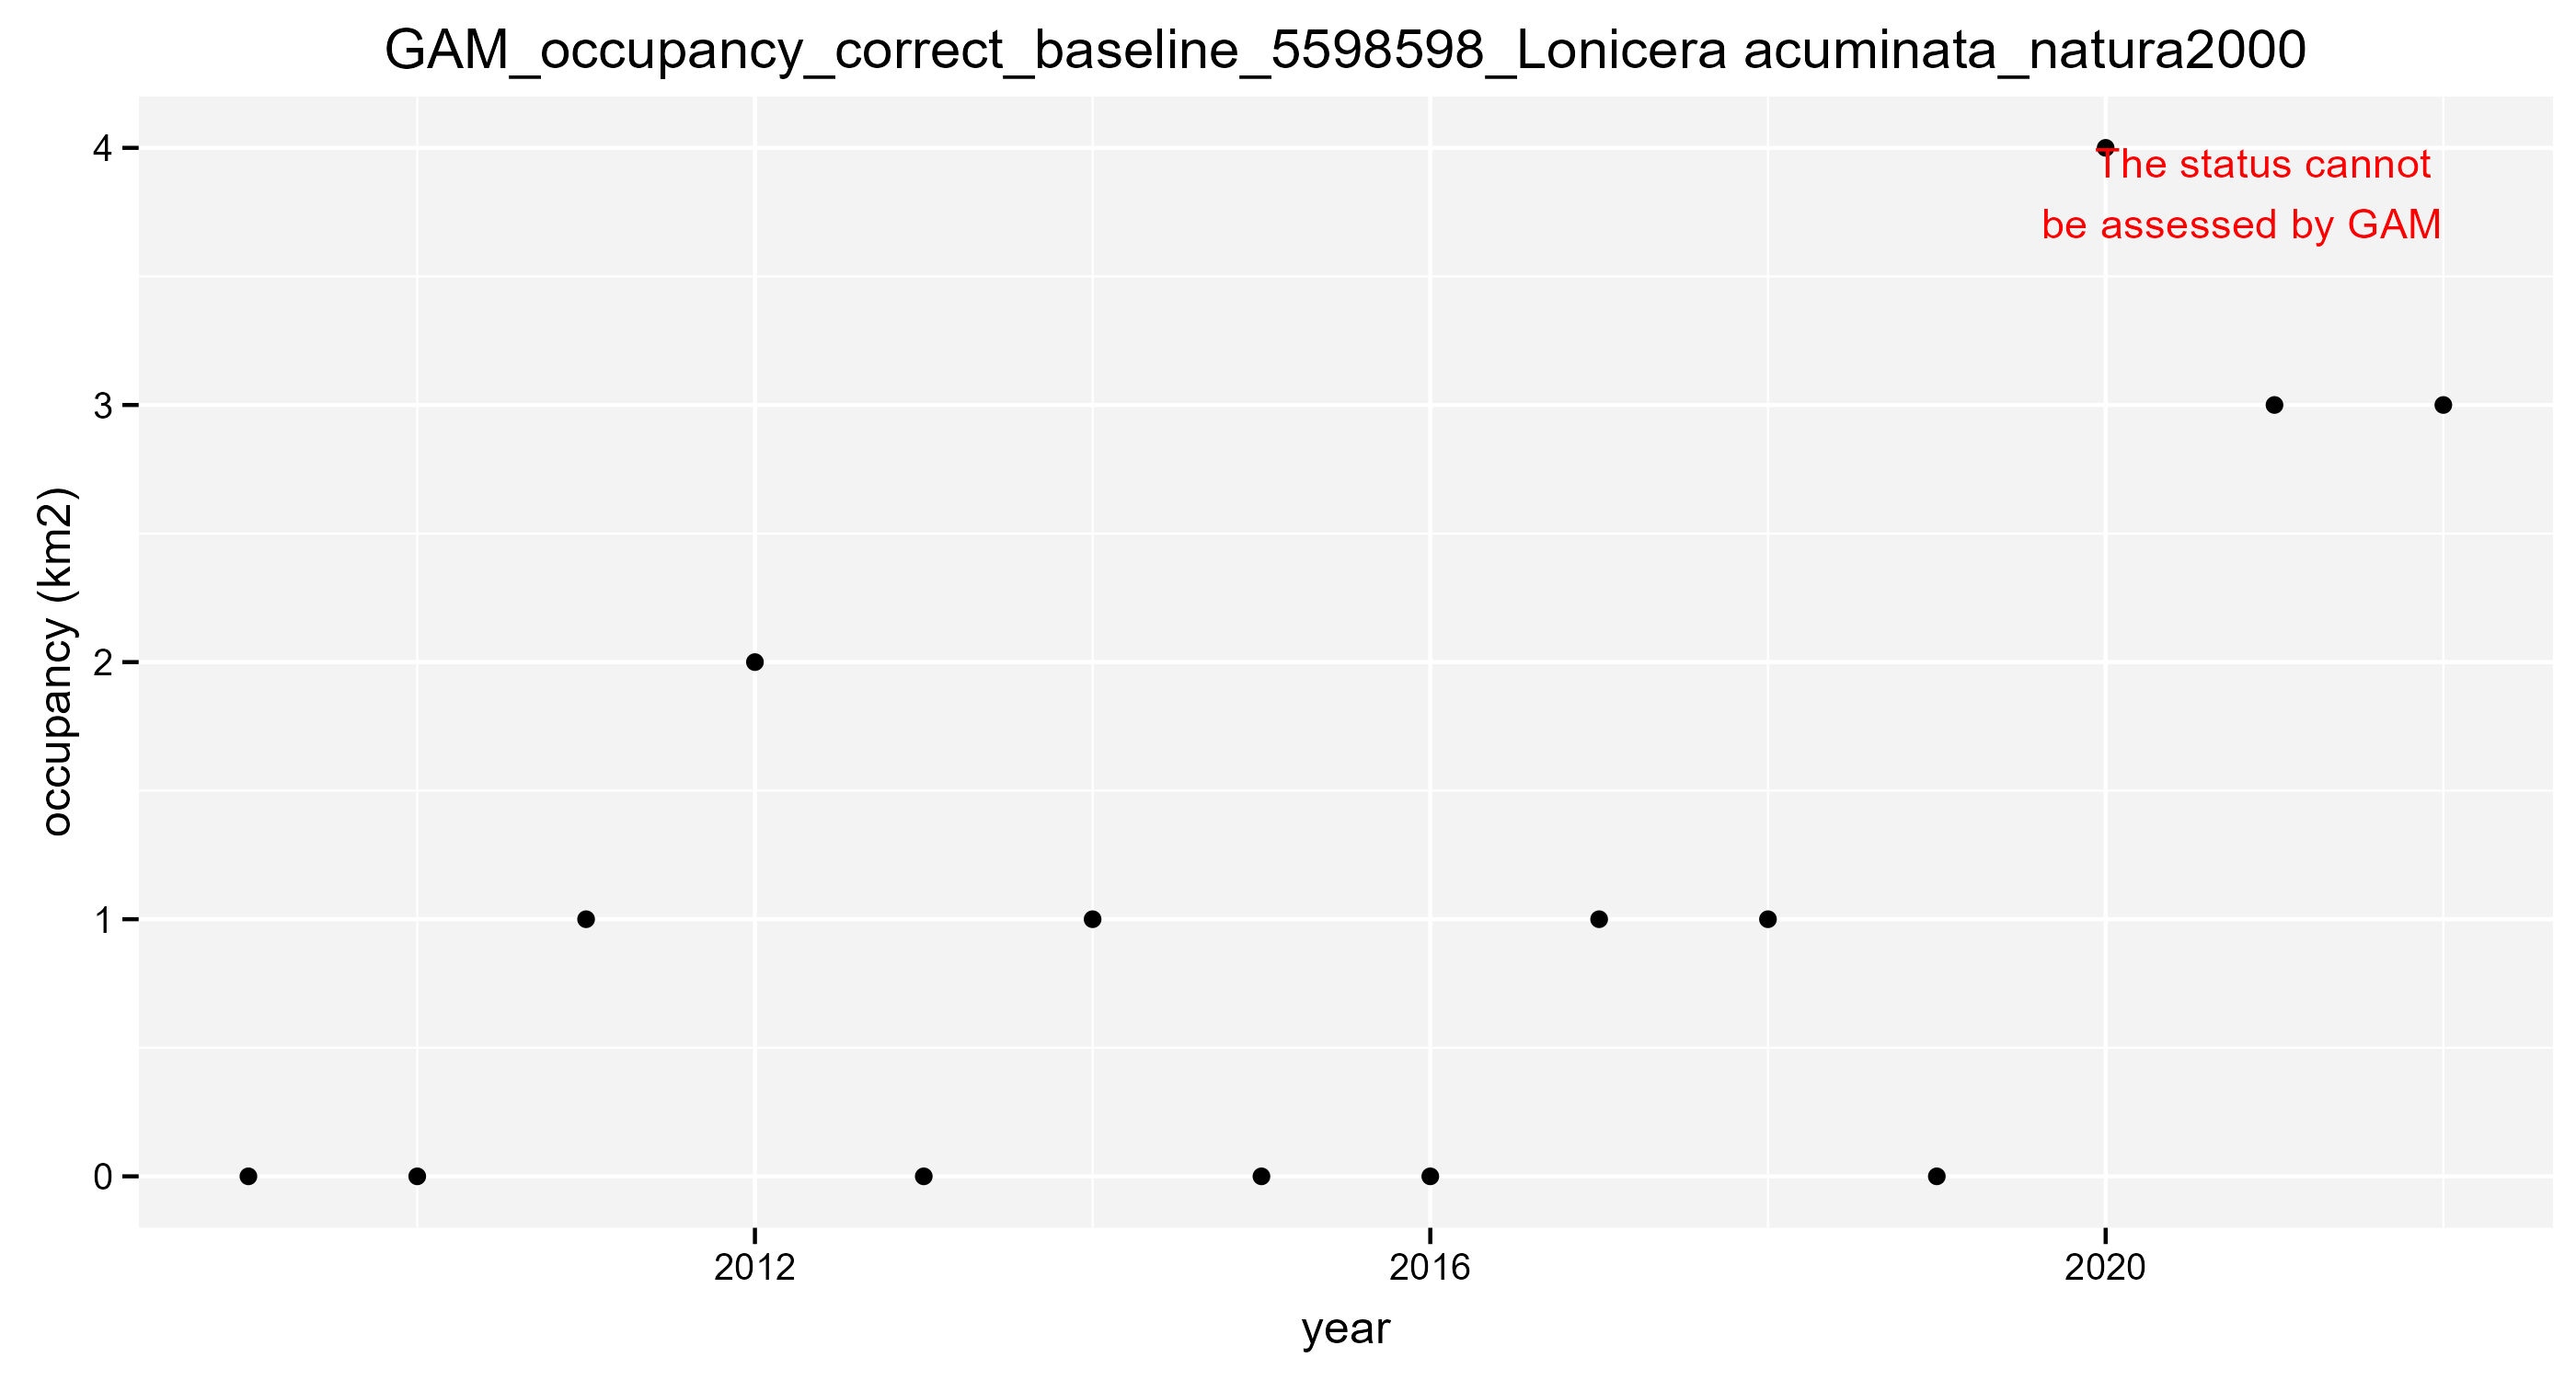 GAM_occupancy_correct_baseline_5598598_Lonicera acuminata_natura2000
4
The status cannot
be assessed by GAM
3
occupancy (km2)
2
1
0
2012 2016 2020
year